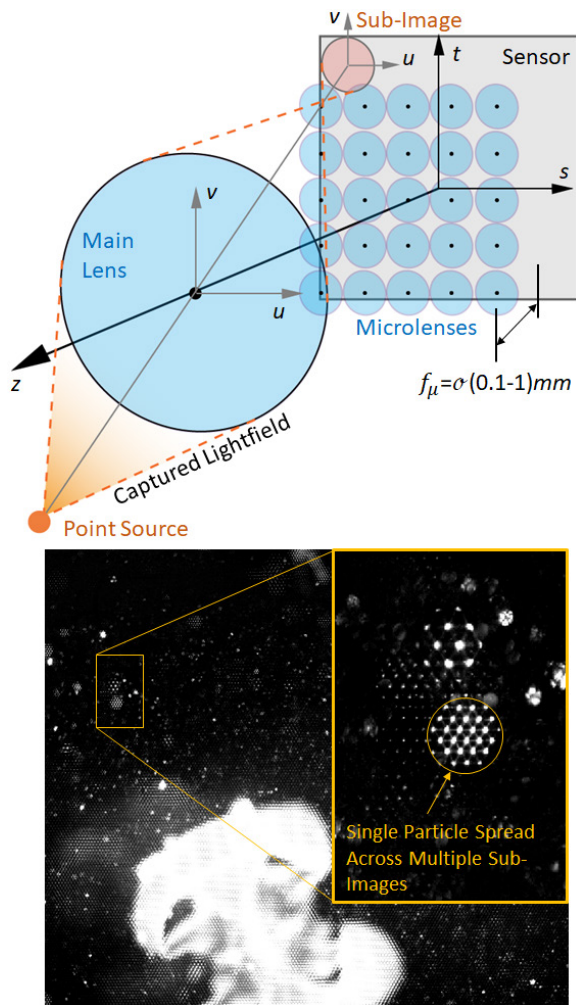 v
Sub-Image
u
t
Sensor
s
v
Main
Lens
u
Microlenses
z
fμ=𝒪(0.1-1)mm
Captured Lightfield
Point Source
Single Particle Spread
Across Multiple Sub-
Images